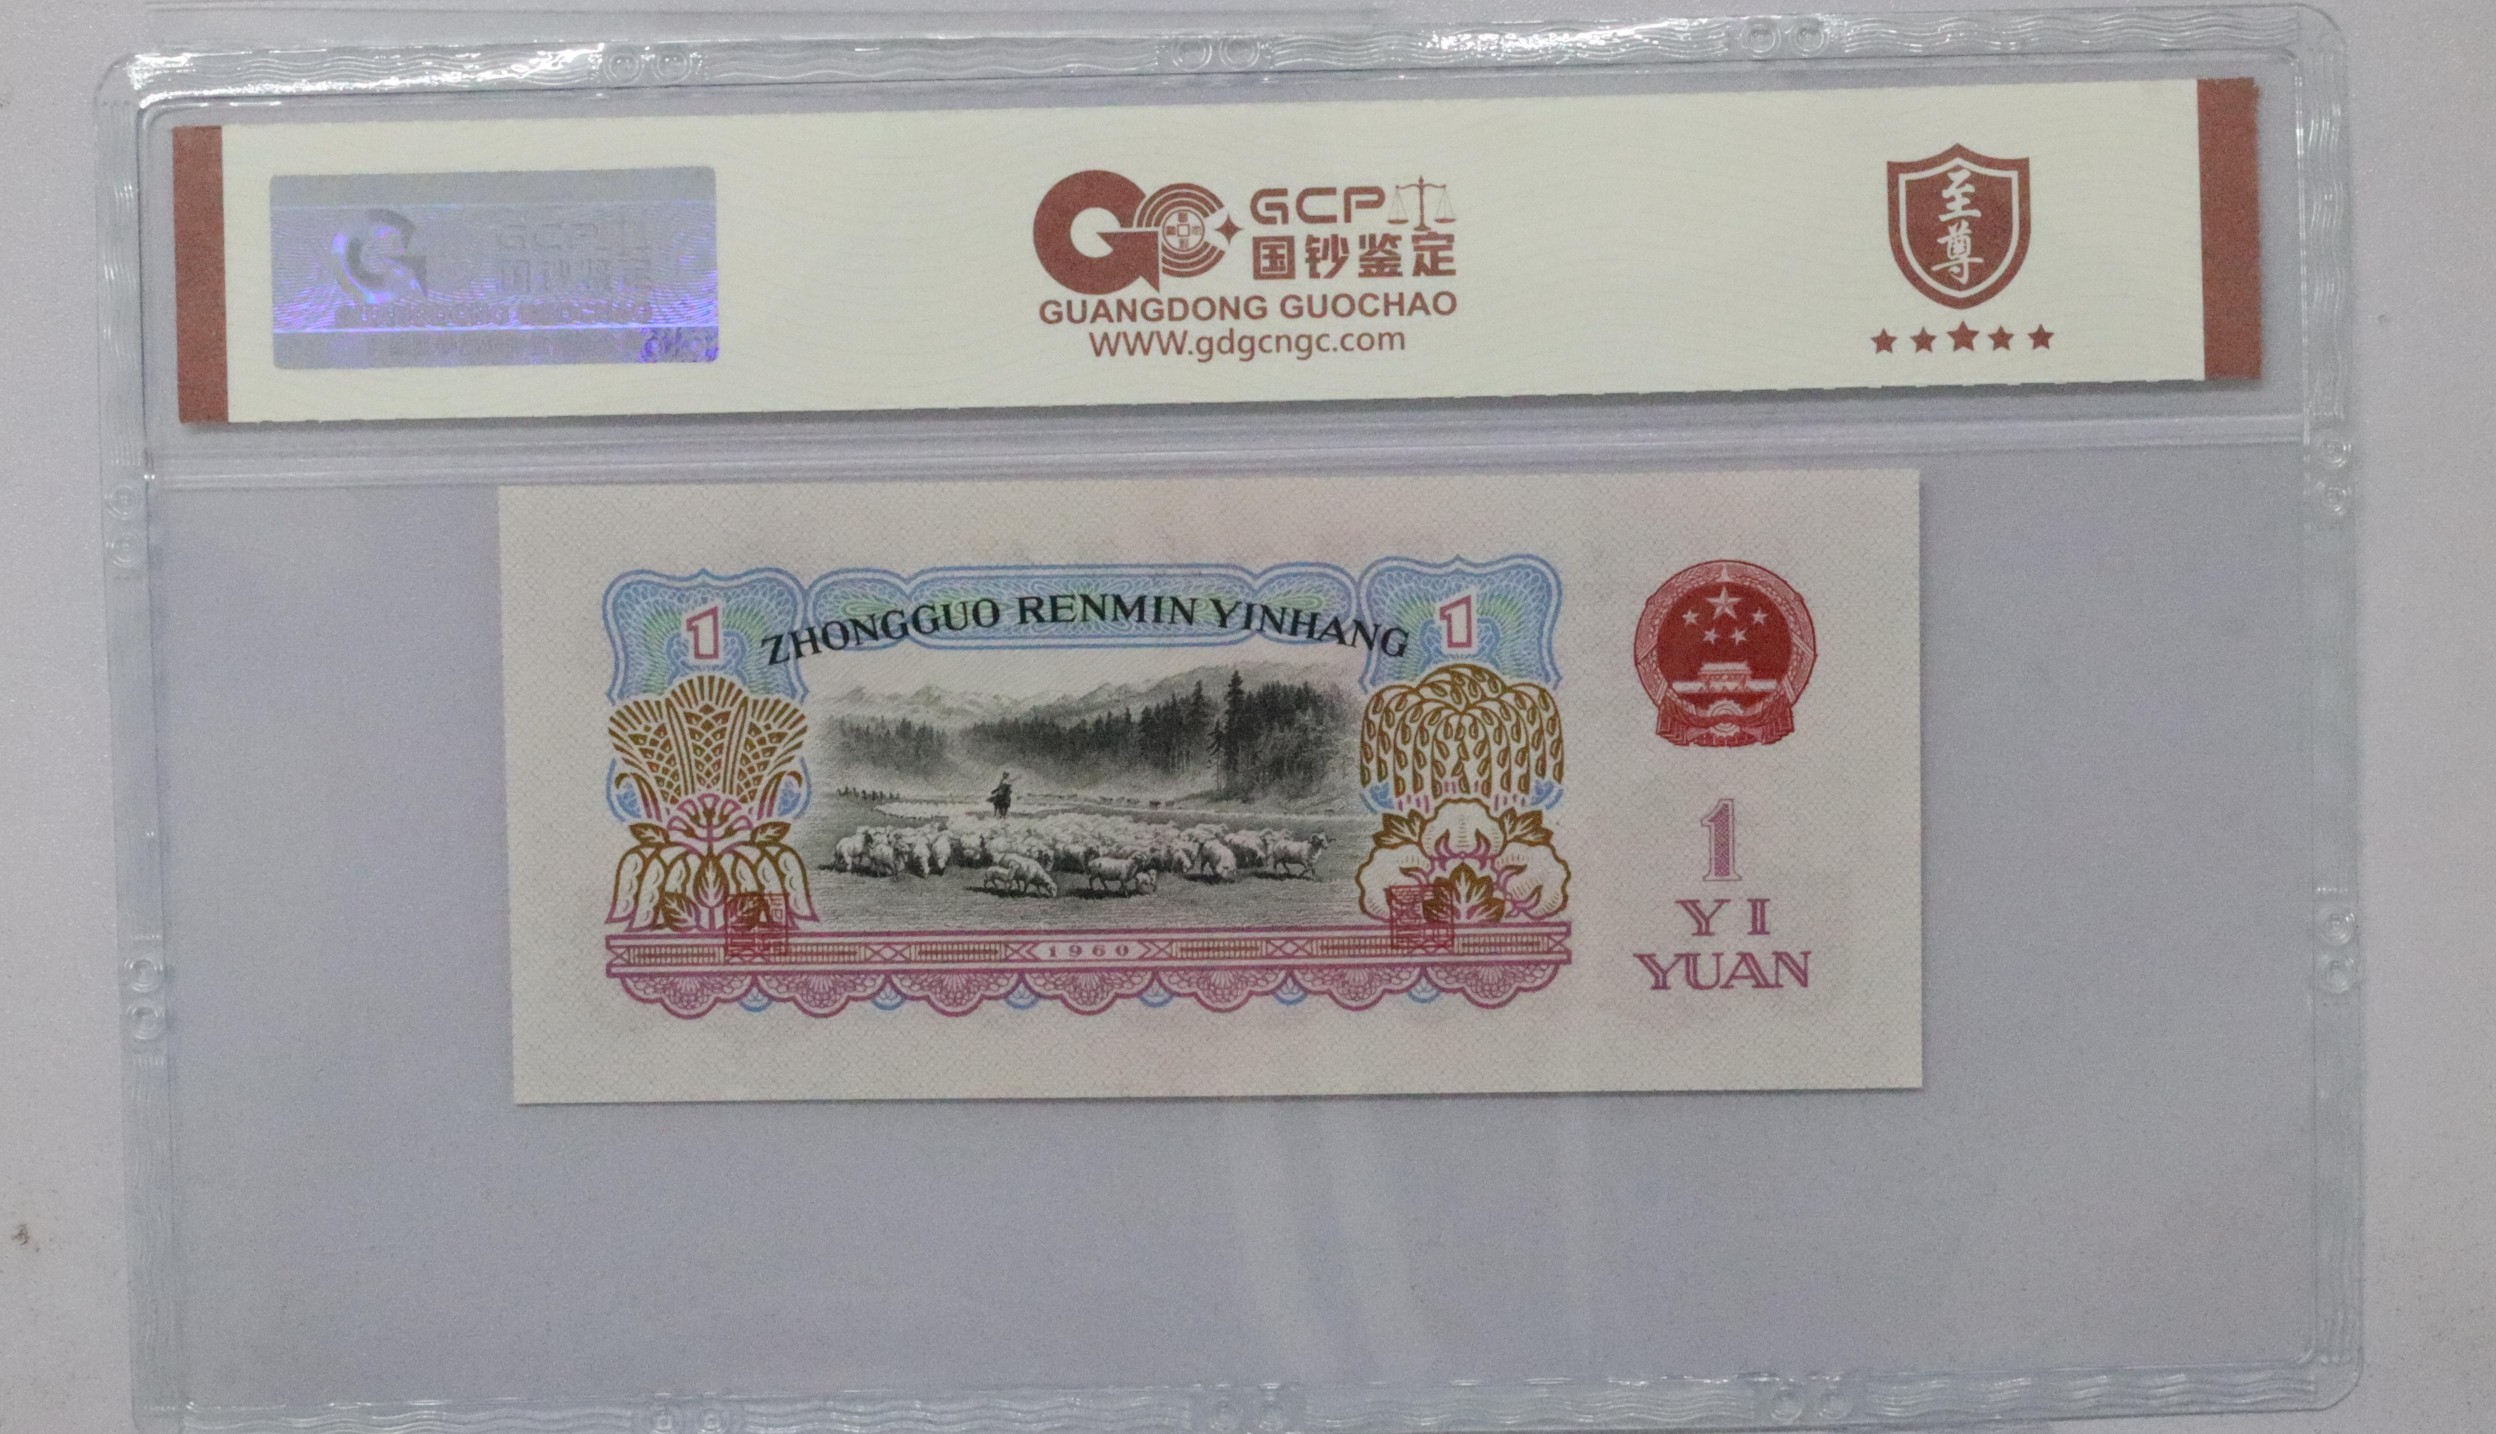 GCP
国钞鉴定
GUANGDONG GUOCHAO
GCP
国钞鉴定
GUANGDONG GUOCHAO
WWW.gdgcngc.com
至尊
1
ZHONGGUO RENMIN YINHANG
1
1960
1
YI
YUAN